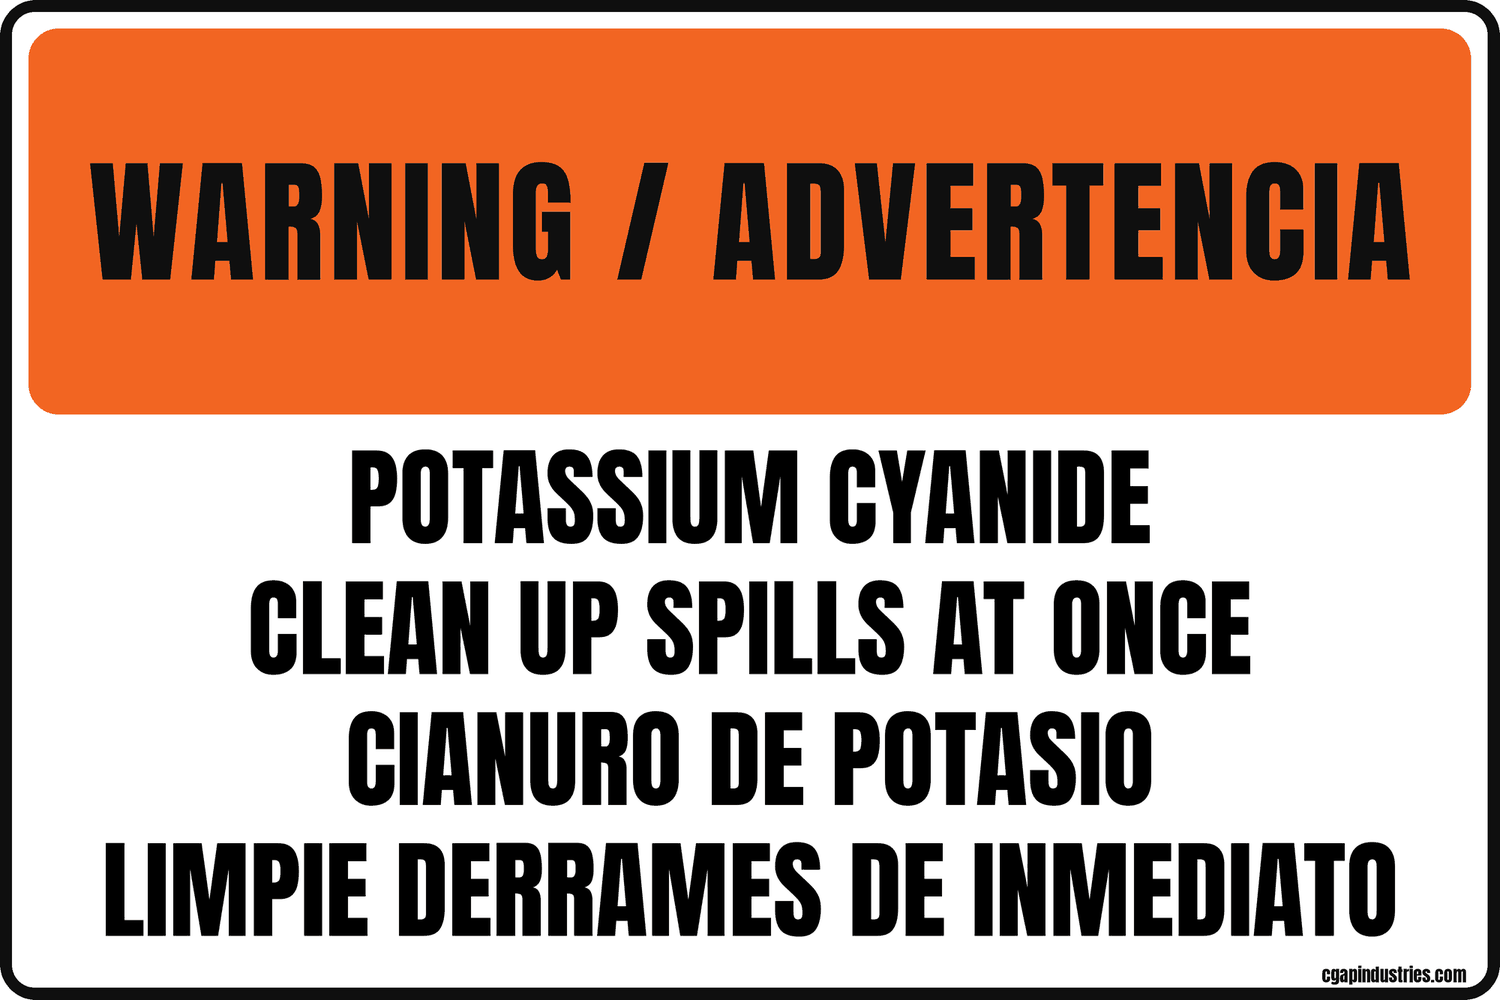 WARNING / ADVERTENCIA
POTASSIUM CYANIDE
CLEAN UP SPILLS AT ONCE
CIANURO DE POTASIO
LIMPIE DERRAMES DE INMEDIATO
cgapindustries.com